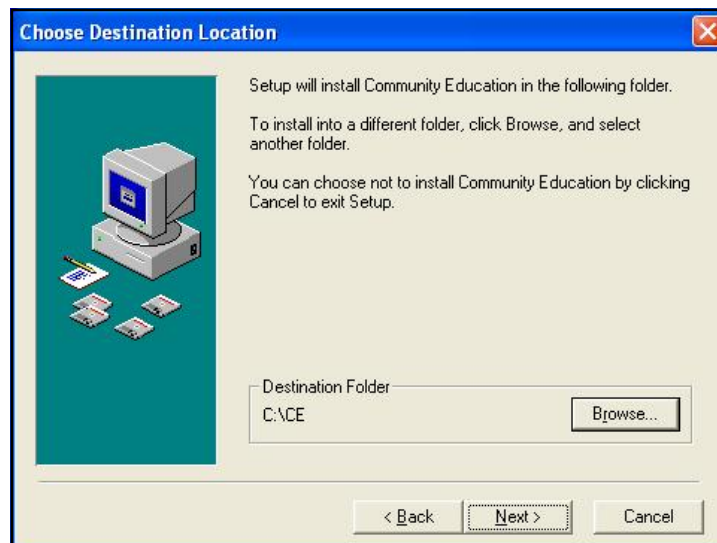 Choose Destination Location
Setup will install Community Education in the following folder.
To install into a different folder, click Browse, and select
another folder.
You can choose not to install Community Education by clicking
Cancel to exit Setup.
Destination Folder
C:\CE
Browse...
< Back
Next >
Cancel